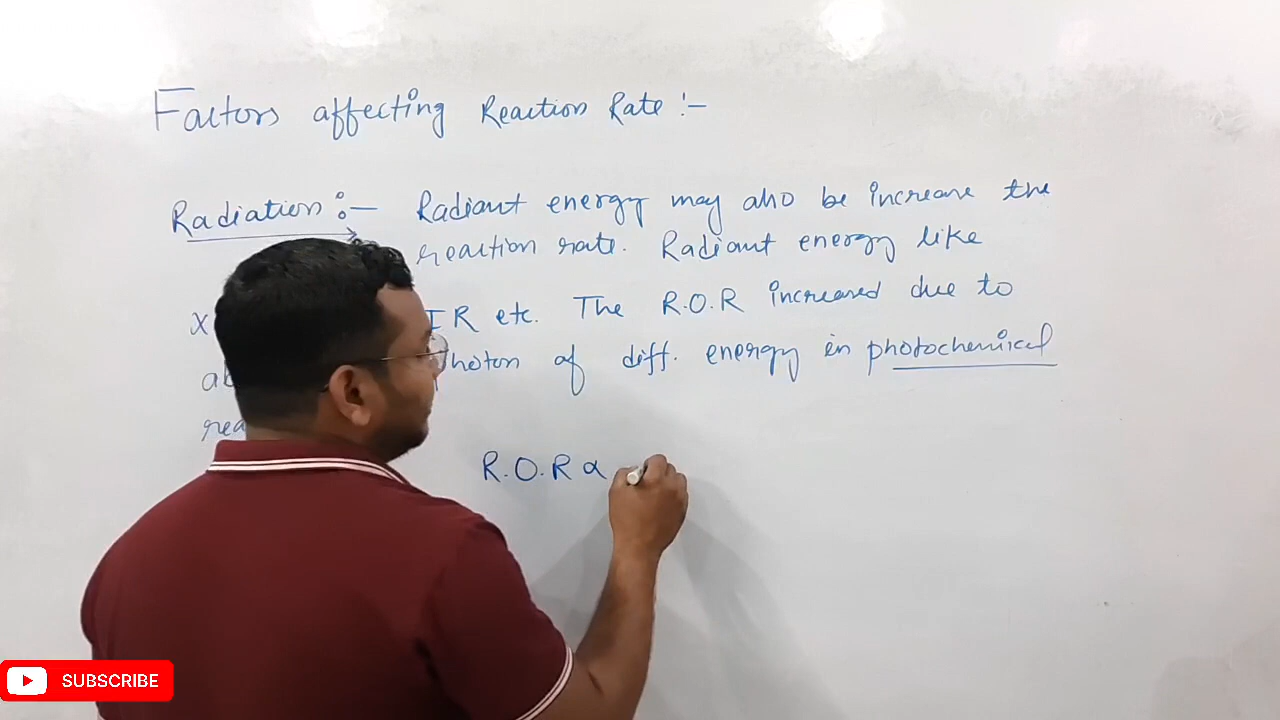 Factors affecting Reaction Rate :-
Radiation :- Radiant energy may also be increase the
reaction rate. Radiant energy like
X IR etc. The R.O.R increased due to
photon of diff. energy in photochemical
R.O.R ∝
SUBSCRIBE